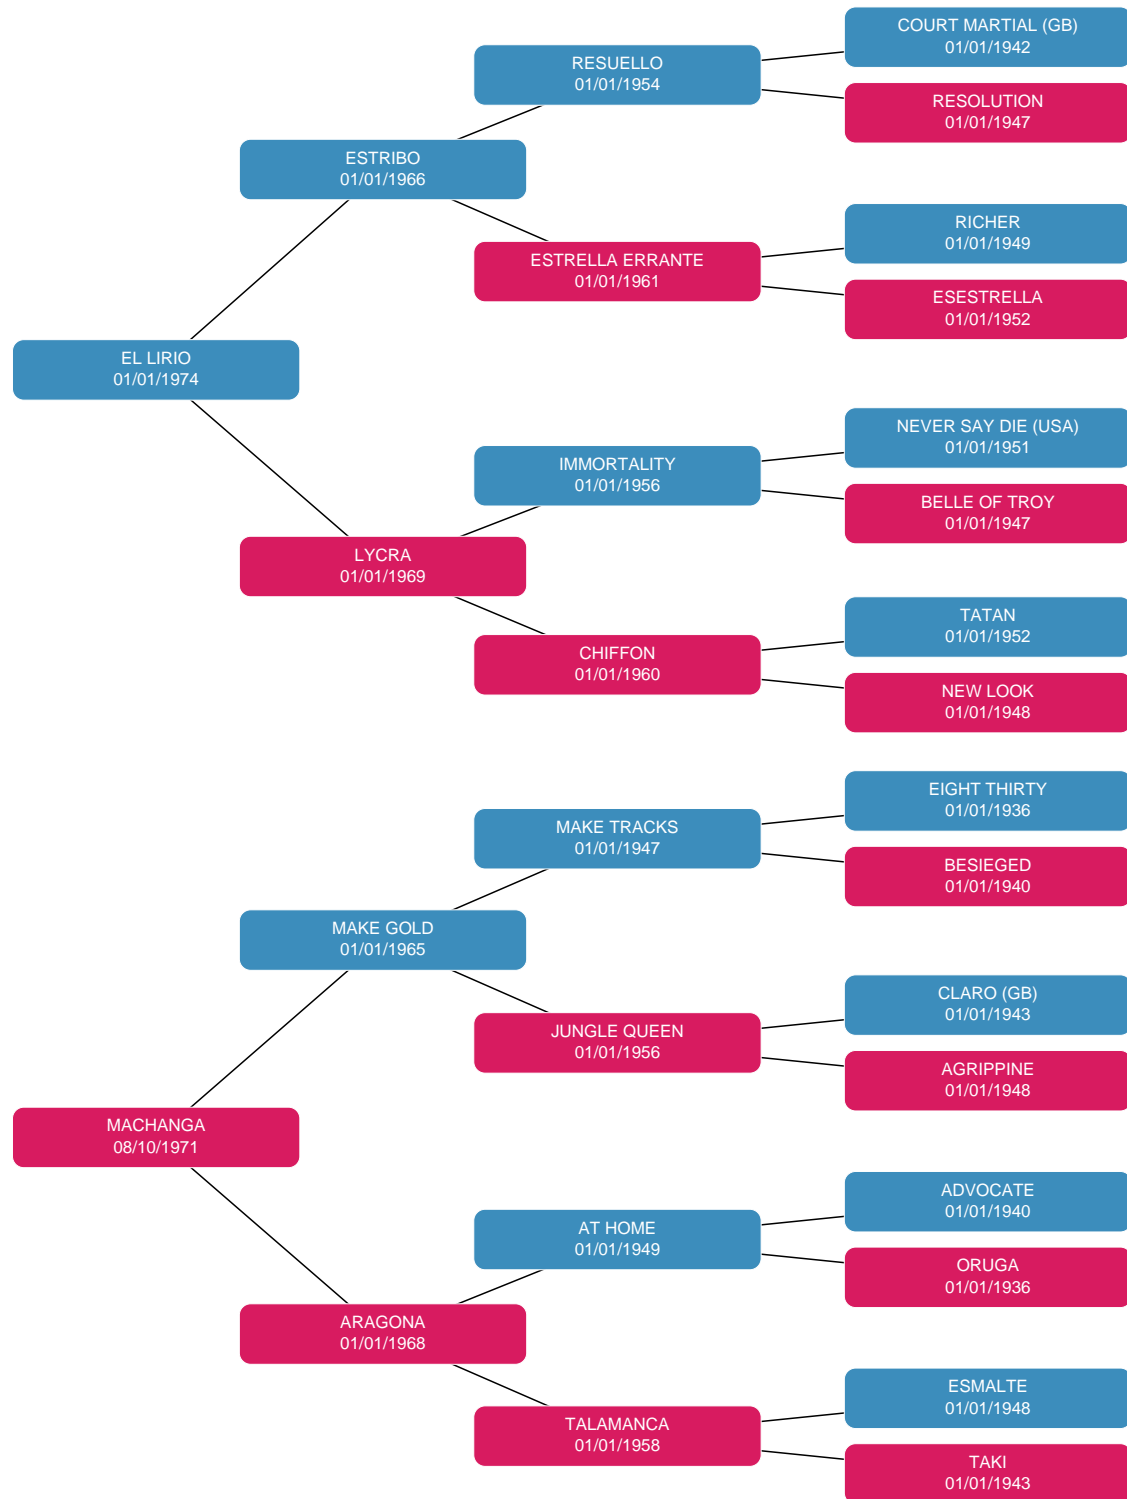 COURT MARTIAL (GB)
01/01/1942
RESUELLO
01/01/1954
RESOLUTION
01/01/1947
ESTRIBO
01/01/1966
RICHER
01/01/1949
ESTRELLA ERRANTE
01/01/1961
ESESTRELLA
01/01/1952
EL LIRIO
01/01/1974
NEVER SAY DIE (USA)
01/01/1951
IMMORTALITY
01/01/1956
BELLE OF TROY
01/01/1947
LYCRA
01/01/1969
TATAN
01/01/1952
CHIFFON
01/01/1960
NEW LOOK
01/01/1948
EIGHT THIRTY
01/01/1936
MAKE TRACKS
01/01/1947
BESIEGED
01/01/1940
MAKE GOLD
01/01/1965
CLARO (GB)
01/01/1943
JUNGLE QUEEN
01/01/1956
AGRIPPINE
01/01/1948
MACHANGA
08/10/1971
ADVOCATE
01/01/1940
AT HOME
01/01/1949
ORUGA
01/01/1936
ARAGONA
01/01/1968
ESMALTE
01/01/1948
TALAMANCA
01/01/1958
TAKI
01/01/1943